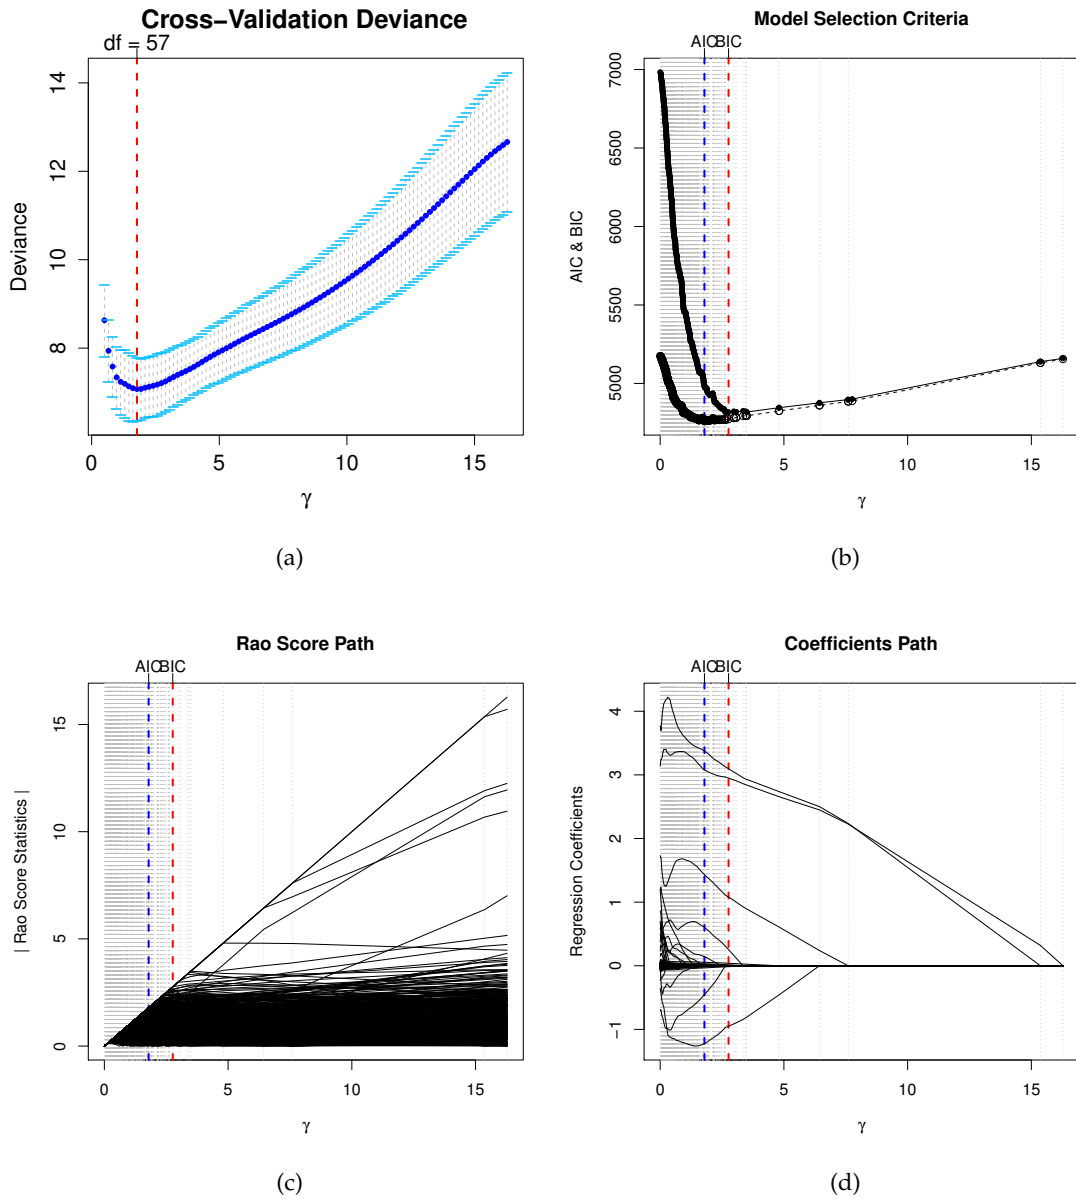 Cross−Validation Deviance
df = 57
Deviance
14
12
10
8
0 5 10 15
γ
(a)
Model Selection Criteria
AIC BIC
AIC & BIC
7000
6500
6000
5500
5000
0 5 10 15
γ
(b)
Rao Score Path
AIC BIC
| Rao Score Statistics |
15
10
5
0
0 5 10 15
γ
(c)
Coefficients Path
AIC BIC
Regression Coefficients
4
3
2
1
0
−1
0 5 10 15
γ
(d)